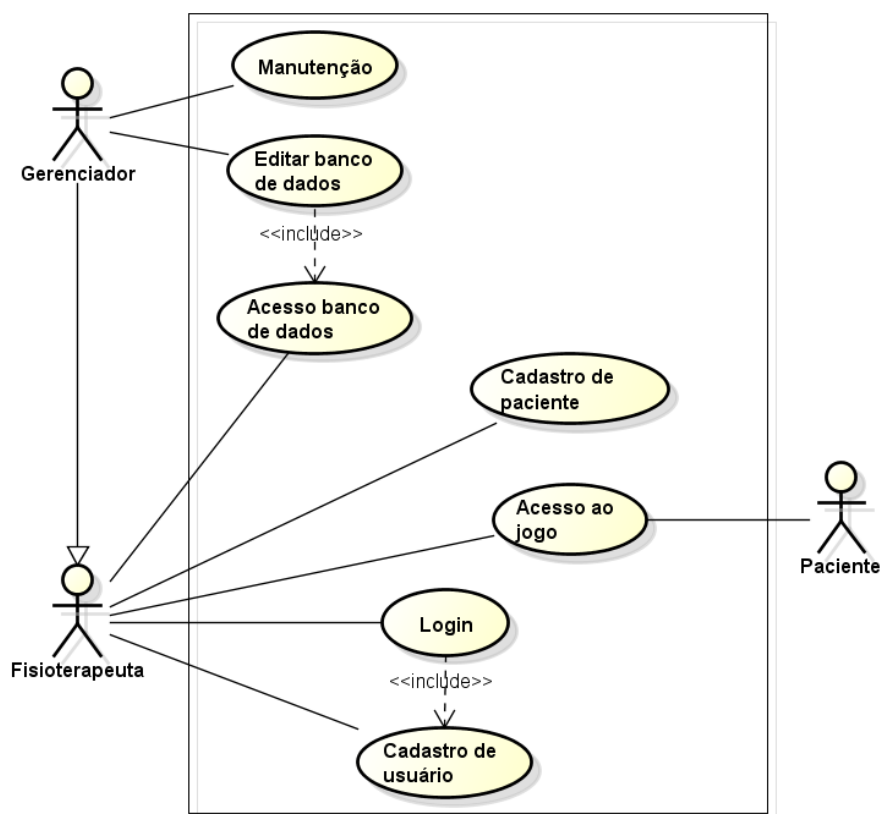 Manutenção
Gerenciador
Editar banco
de dados
<<include>>
Acesso banco
de dados
Cadastro de
paciente
Acesso ao
jogo
Paciente
Login
Fisioterapeuta
<<include>>
Cadastro de
usuário